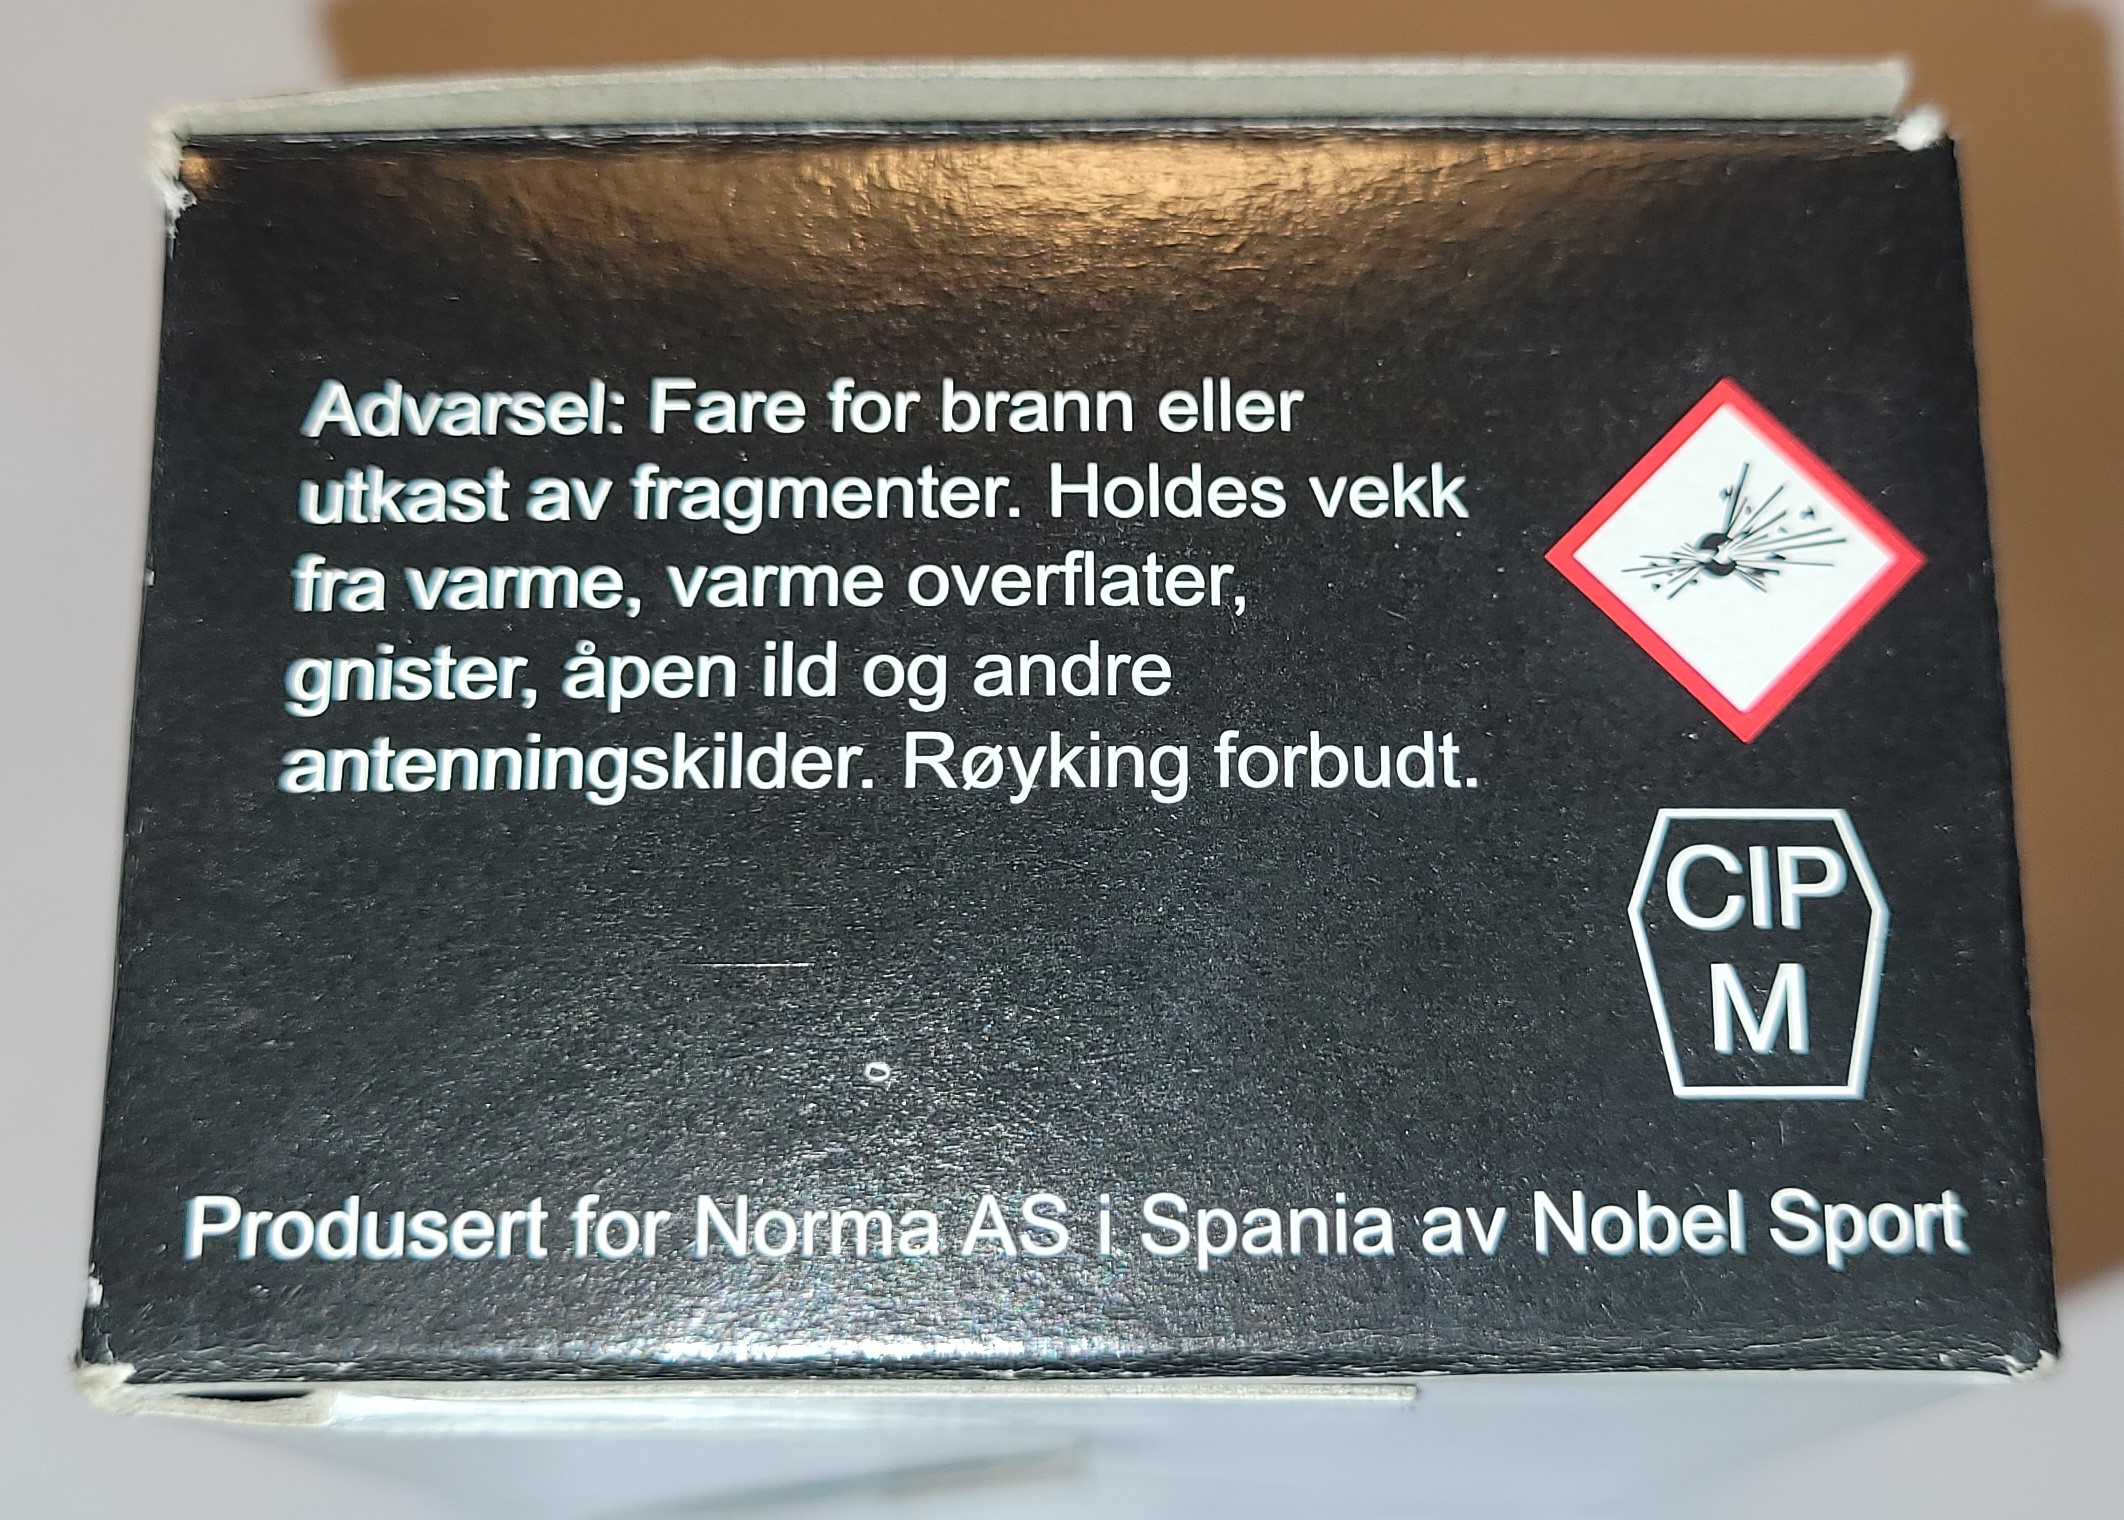 Advarsel: Fare for brann eller
utkast av fragmenter. Holdes vekk
fra varme, varme overflater,
gnister, åpen ild og andre
antenningskilder. Røyking forbudt.
CIP
M
Produsert for Norma AS i Spania av Nobel Sport